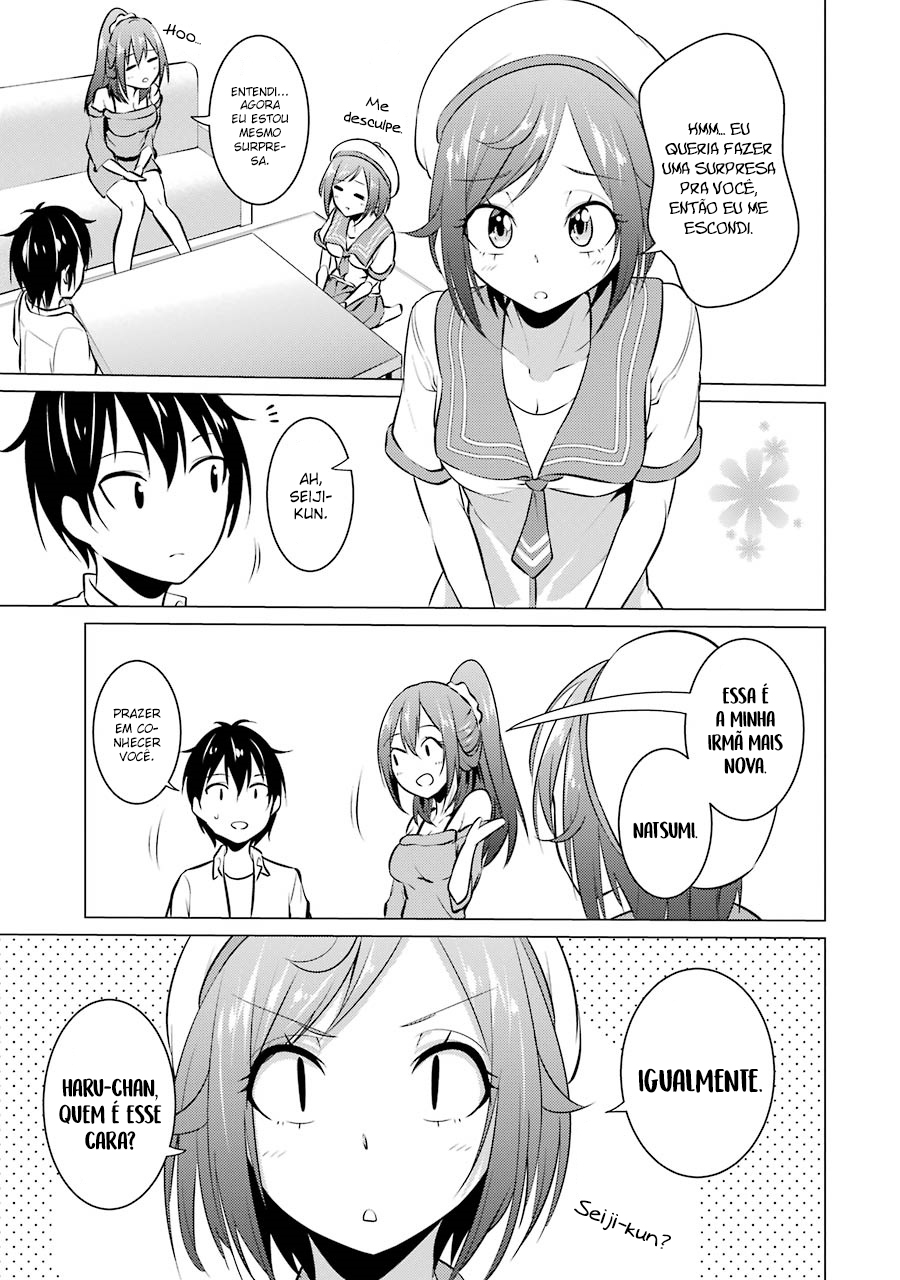 HMM... EU
QUERIA FAZER
UMA SURPRESA
PRA VOCÊ,
ENTÃO EU ME
ESCONDI.
Me
desculpe.
ENTENDI...
AGORA
EU ESTOU
MESMO
SURPRE-
SA.
HOO...
AH,
SEIJI-
KUN.
ESSA É
A MINHA
IRMÃ MAIS
NOVA.
NATSUMI.
PRAZER
EM CO-
NHECER
VOCÊ.
IGUALMENTE.
Seiji-kun?
HARU-CHAN,
QUEM É ESSE
CARA?